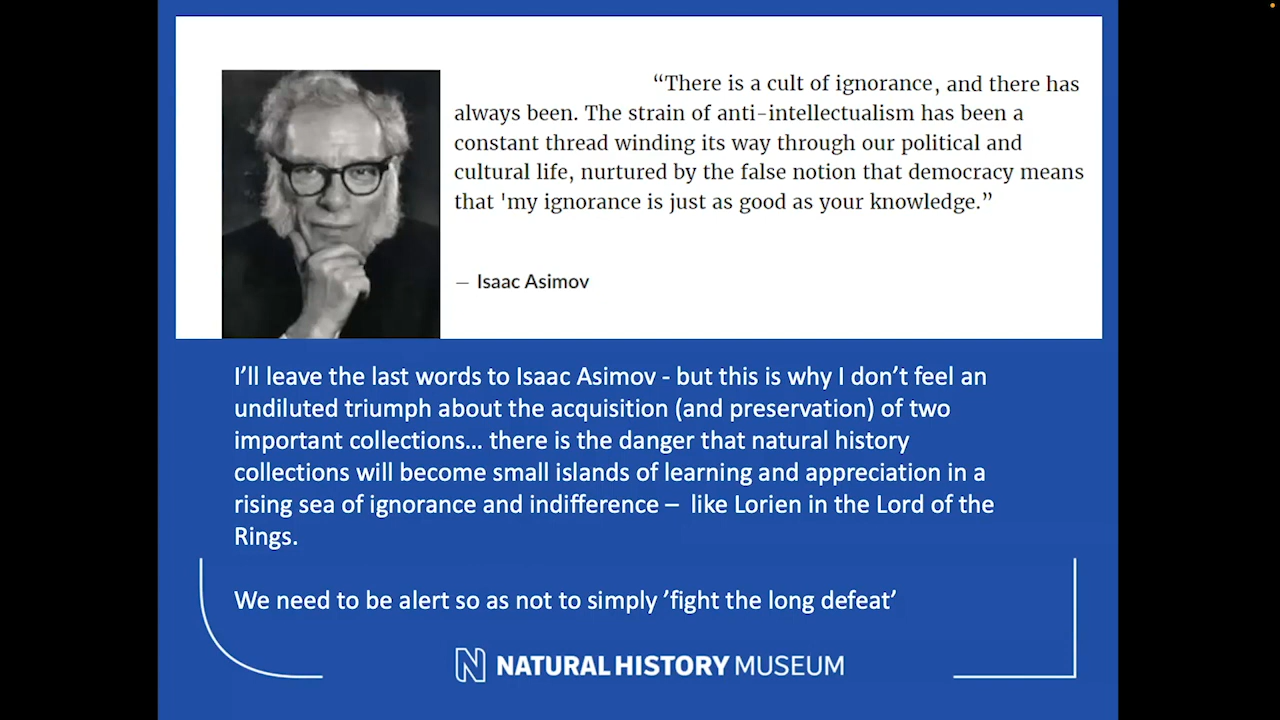 “There is a cult of ignorance, and there has
always been. The strain of anti-intellectualism has been a
constant thread winding its way through our political and
cultural life, nurtured by the false notion that democracy means
that 'my ignorance is just as good as your knowledge.”
— Isaac Asimov
I’ll leave the last words to Isaac Asimov - but this is why I don’t feel an
undiluted triumph about the acquisition (and preservation) of two
important collections... there is the danger that natural history
collections will become small islands of learning and appreciation in a
rising sea of ignorance and indifference – like Lorien in the Lord of the
Rings.
We need to be alert so as not to simply ’fight the long defeat’
N NATURAL HISTORY MUSEUM